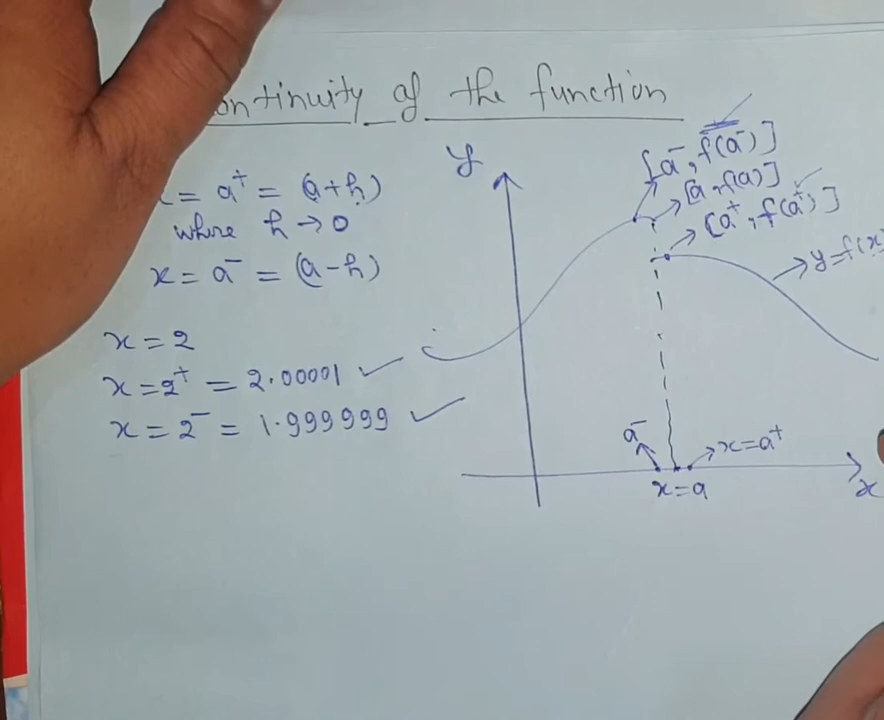 ontinuity of the function
x = a⁺ = (a+h)
where h → 0
x = a⁻ = (a-h)
x = 2
x = 2⁺ = 2.00001 ✓
x = 2⁻ = 1.999999 ✓
y
[a⁻, f(a⁻)]
[a, f(a)]
[a⁺, f(a⁺)]
y=f(x)
a⁻
x=a⁺
x=a
x